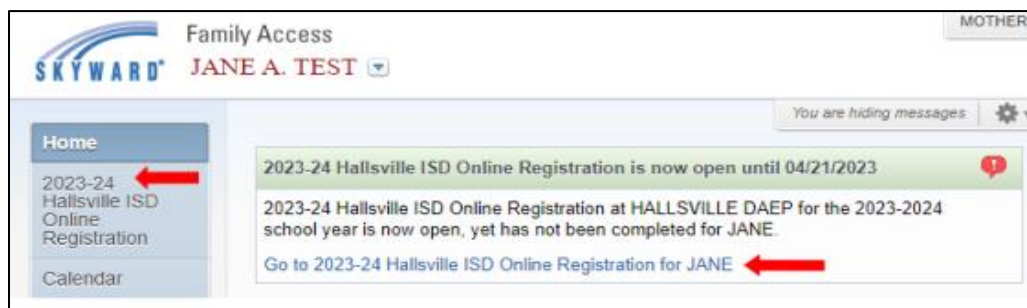 MOTHER
Family Access
SKYWARD®
JANE A. TEST
You are hiding messages
Home
2023-24
Hallsville ISD
Online
Registration
Calendar
2023-24 Hallsville ISD Online Registration is now open until 04/21/2023
2023-24 Hallsville ISD Online Registration at HALLSVILLE DAEP for the 2023-2024
school year is now open, yet has not been completed for JANE.
Go to 2023-24 Hallsville ISD Online Registration for JANE